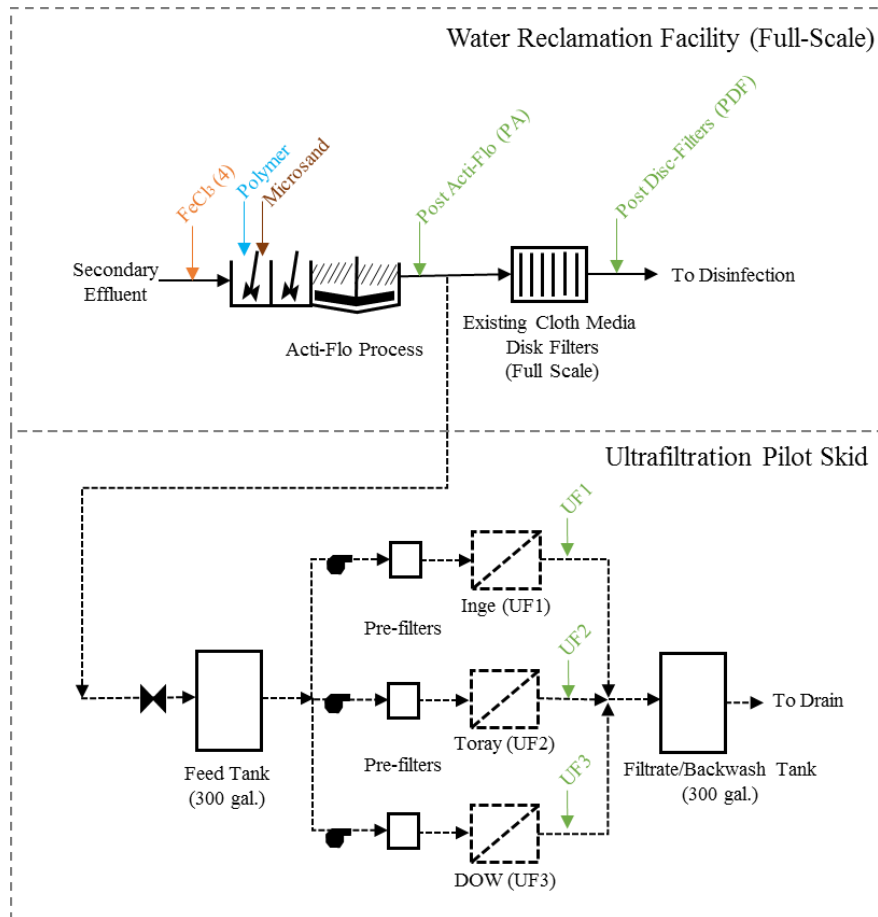 Water Reclamation Facility (Full-Scale)
FeCl₃ (4)
Polymer
Microsand
Post Acti-Flo (PA)
Post Disc-Filters (PDF)
Secondary
Effluent
To Disinfection
Acti-Flo Process
Existing Cloth Media
Disk Filters
(Full Scale)
Ultrafiltration Pilot Skid
UF1
Inge (UF1)
Pre-filters
UF2
Toray (UF2)
To Drain
Feed Tank
(300 gal.)
Pre-filters
UF3
Filtrate/Backwash Tank
(300 gal.)
DOW (UF3)